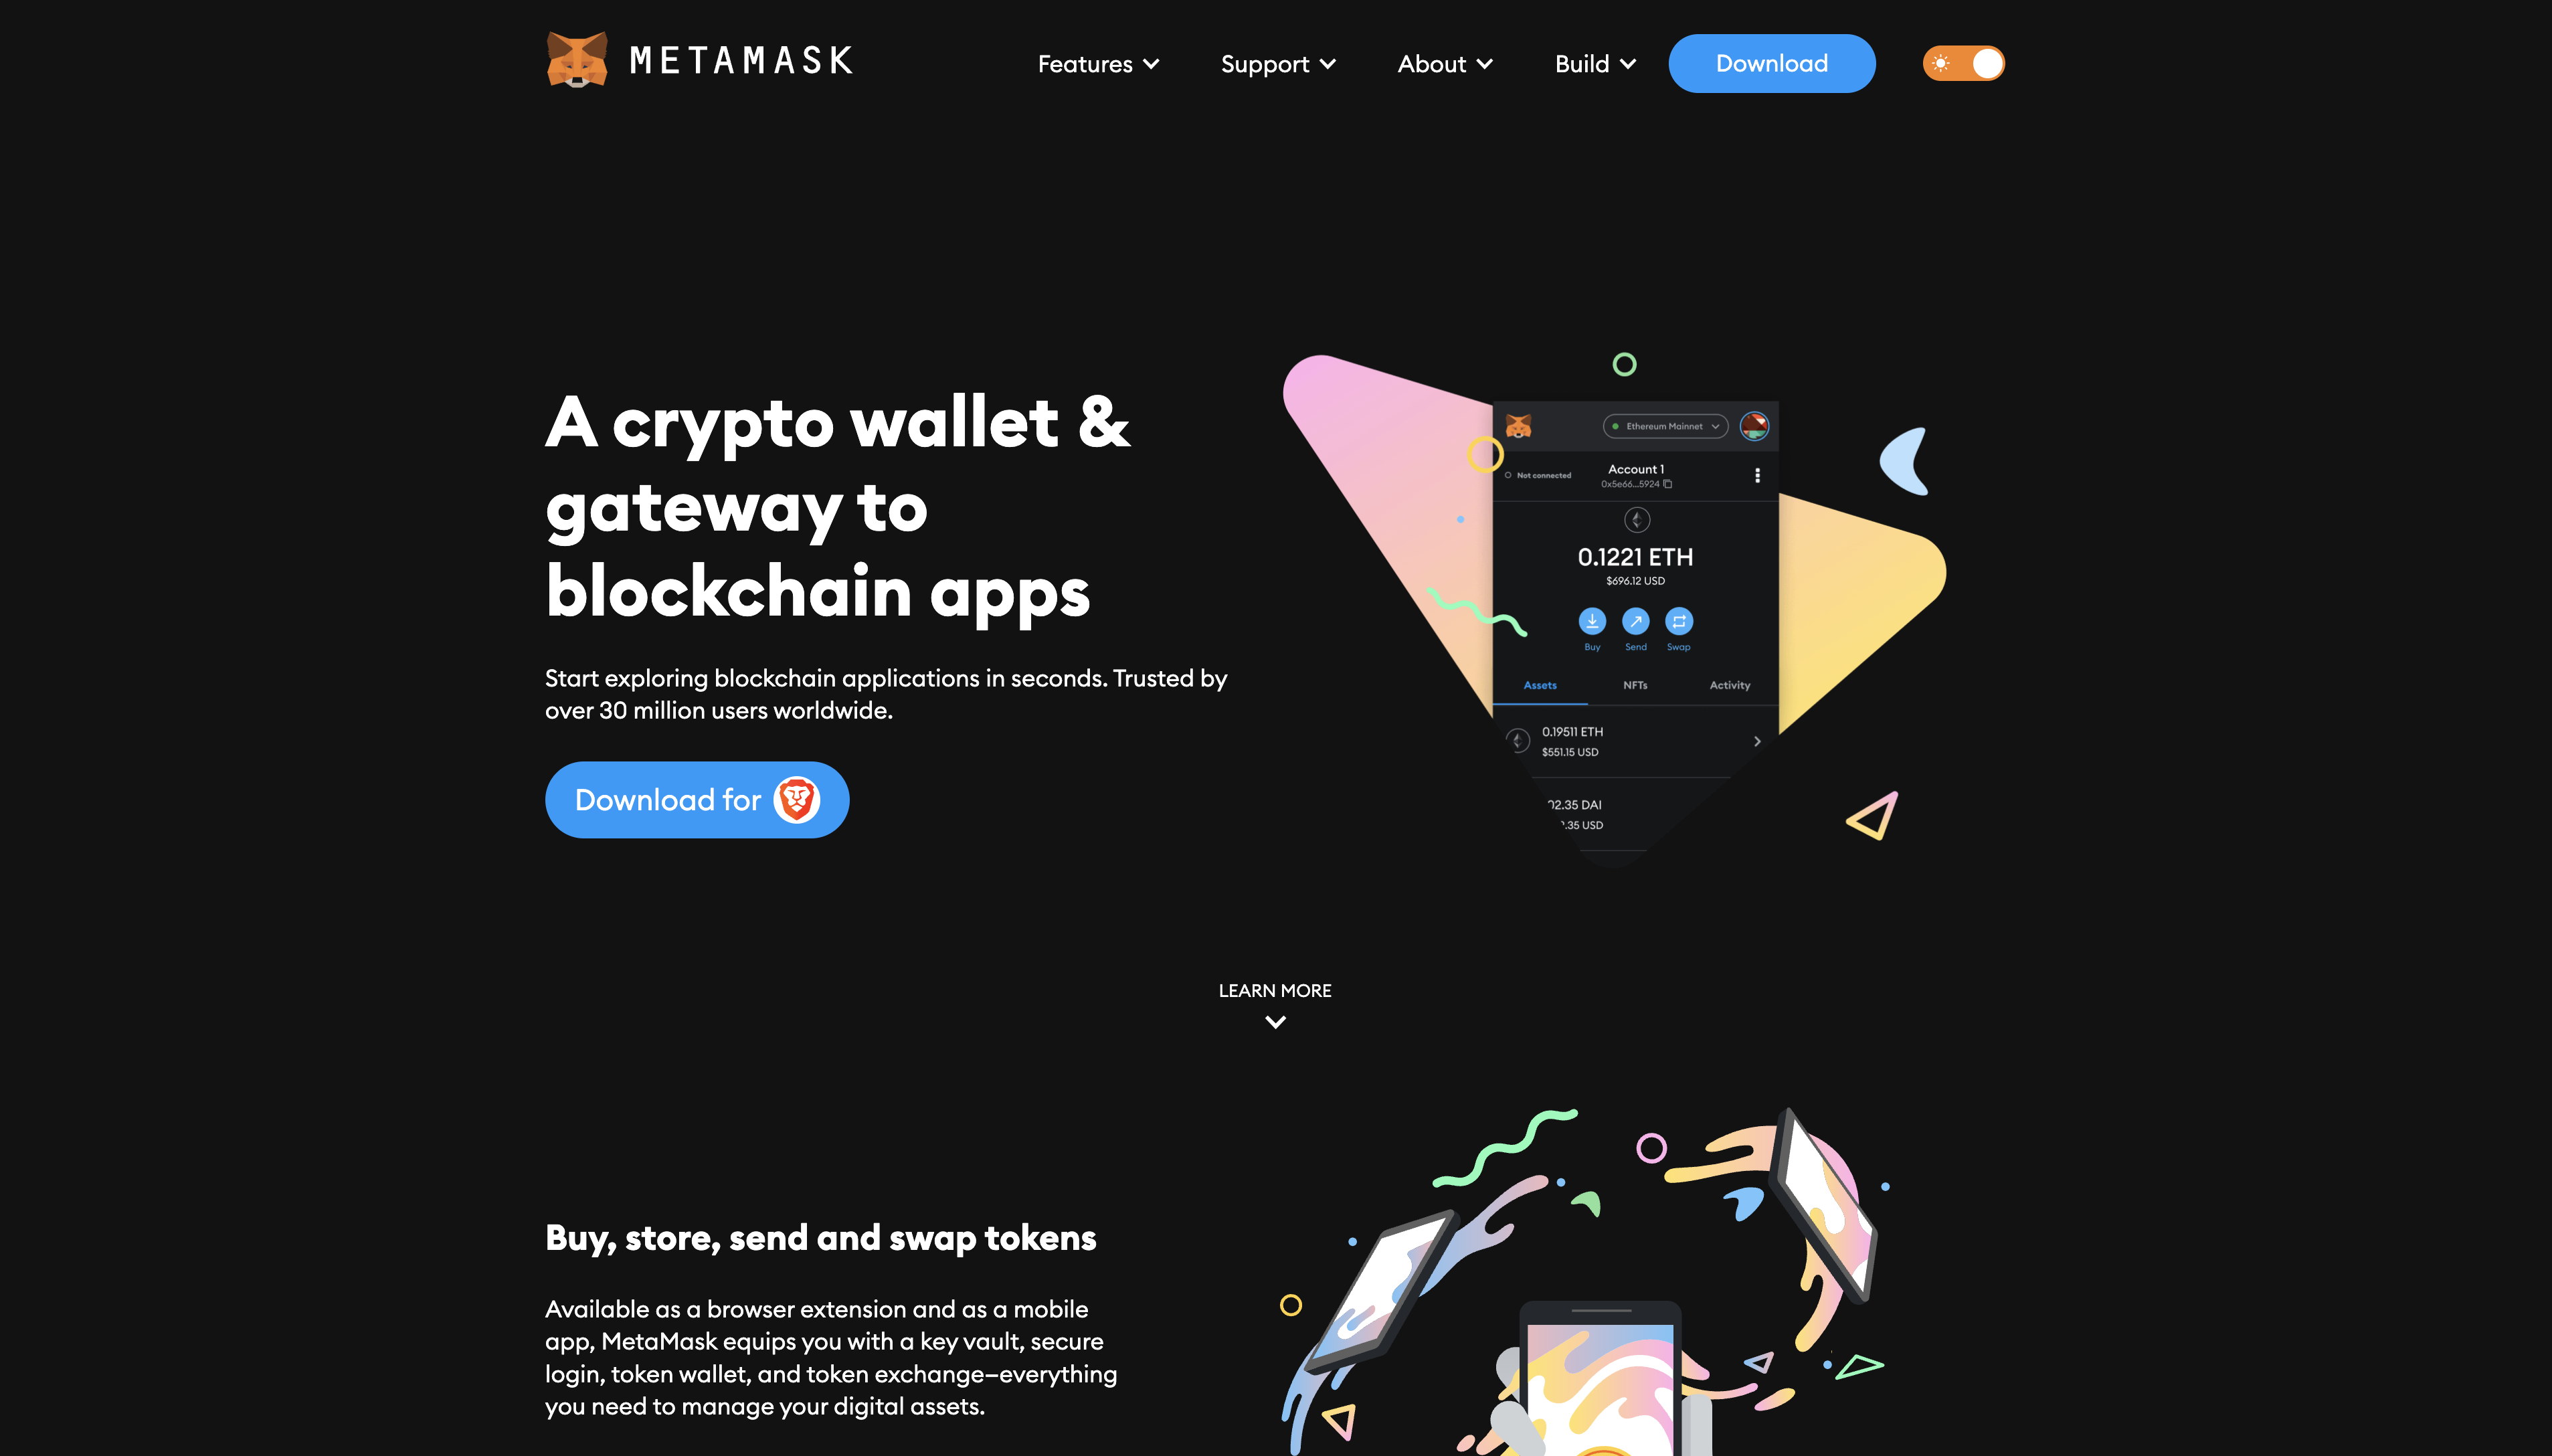 METAMASK
Features
Support
About
Build
Download
A crypto wallet &
gateway to
blockchain apps
Start exploring blockchain applications in seconds. Trusted by
over 30 million users worldwide.
Download for
Ethereum Mainnet
Not connected
Account 1
0x5e66...5924
0.1221 ETH
$696.12 USD
Buy
Send
Swap
Assets
NFTs
Activity
0.19511 ETH
$551.15 USD
02.35 DAI
.35 USD
LEARN MORE
Buy, store, send and swap tokens
Available as a browser extension and as a mobile
app, MetaMask equips you with a key vault, secure
login, token wallet, and token exchange—everything
you need to manage your digital assets.